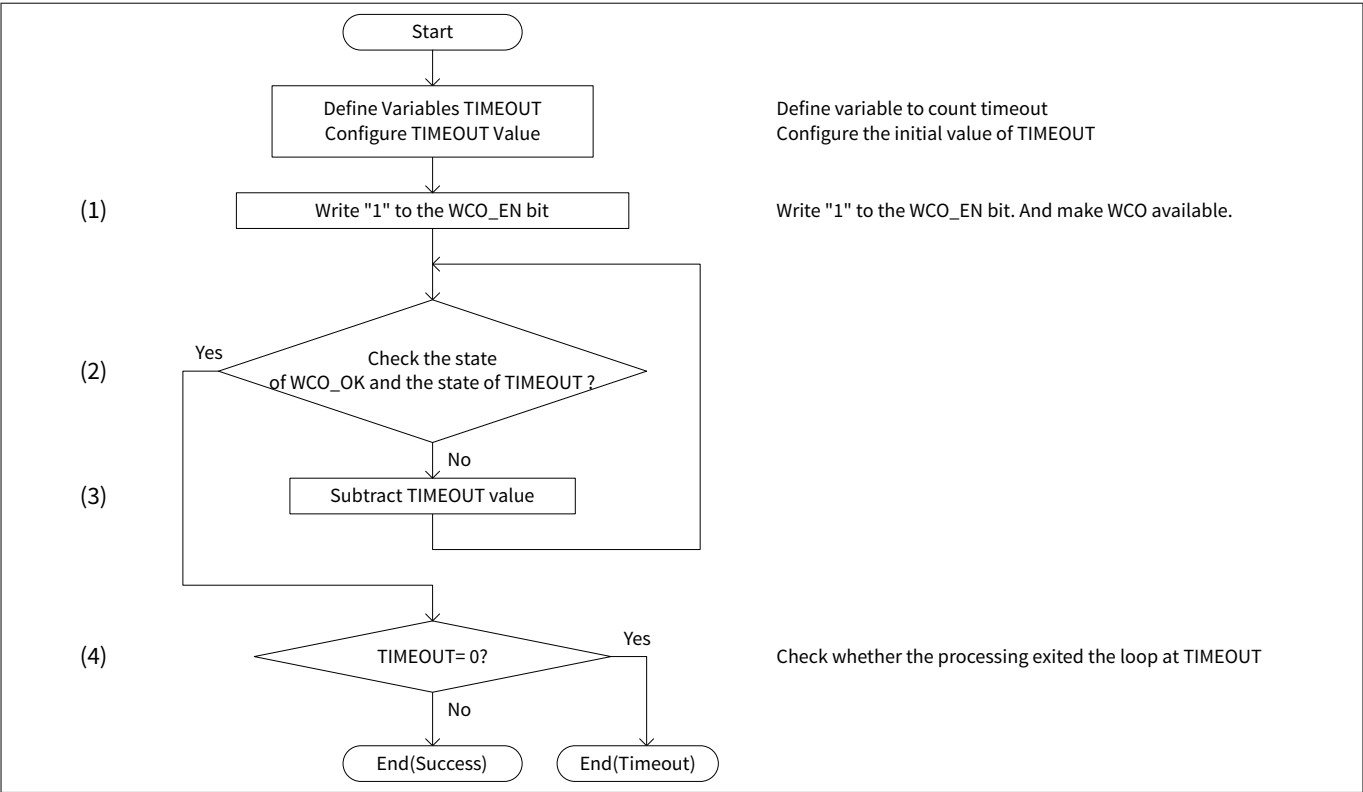 Start
Define Variables TIMEOUT
Configure TIMEOUT Value
Define variable to count timeout
Configure the initial value of TIMEOUT
(1)
Write "1" to the WCO_EN bit
Write "1" to the WCO_EN bit. And make WCO available.
(2)
Yes
Check the state
of WCO_OK and the state of TIMEOUT ?
No
(3)
Subtract TIMEOUT value
(4)
TIMEOUT= 0?
Yes
Check whether the processing exited the loop at TIMEOUT
No
End(Success)
End(Timeout)